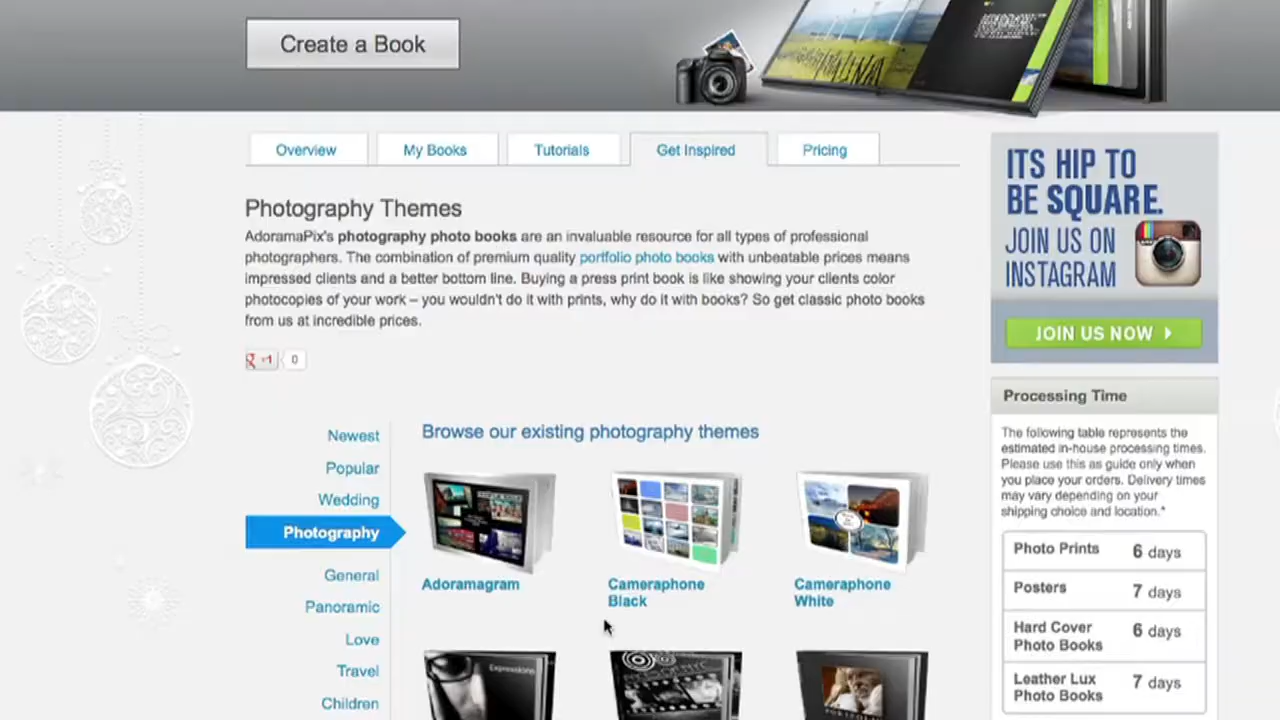 Create a Book
Overview
My Books
Tutorials
Get Inspired
Pricing
Photography Themes
AdoramaPix's photography photo books are an invaluable resource for all types of professional
photographers. The combination of premium quality portfolio photo books with unbeatable prices means
impressed clients and a better bottom line. Buying a press print book is like showing your clients color
photocopies of your work – you wouldn't do it with prints, why do it with books? So get classic photo books
from us at incredible prices.
+1
0
Newest
Popular
Wedding
Photography
General
Panoramic
Love
Travel
Children
Browse our existing photography themes
Adoramagram
Cameraphone
Black
Cameraphone
White
Expressions
ITS HIP TO
BE SQUARE.
JOIN US ON
INSTAGRAM
JOIN US NOW
Processing Time
The following table represents the
estimated in-house processing times.
Please use this as guide only when
you place your orders. Delivery times
may vary depending on your
shipping choice and location.*
Photo Prints 6 days
Posters 7 days
Hard Cover
Photo Books 6 days
Leather Lux
Photo Books 7 days